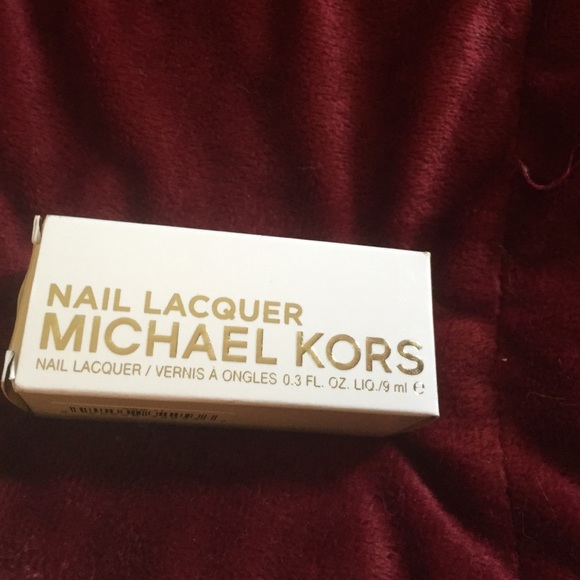 NAIL LACQUER
MICHAEL KORS
NAIL LACQUER / VERNIS À ONGLES 0.3 FL. OZ. LIQ./9 ml ℮